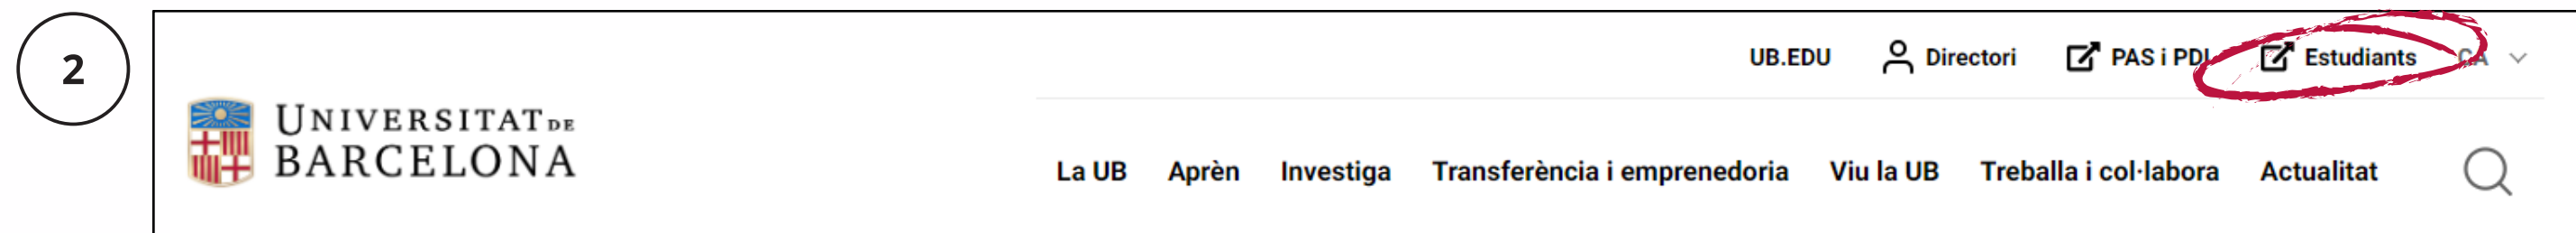 2
UB.EDU Directori PAS i PDI Estudiants CA
UNIVERSITAT DE
BARCELONA
La UB Aprèn Investiga Transferència i emprenedoria Viu la UB Treballa i col·labora Actualitat